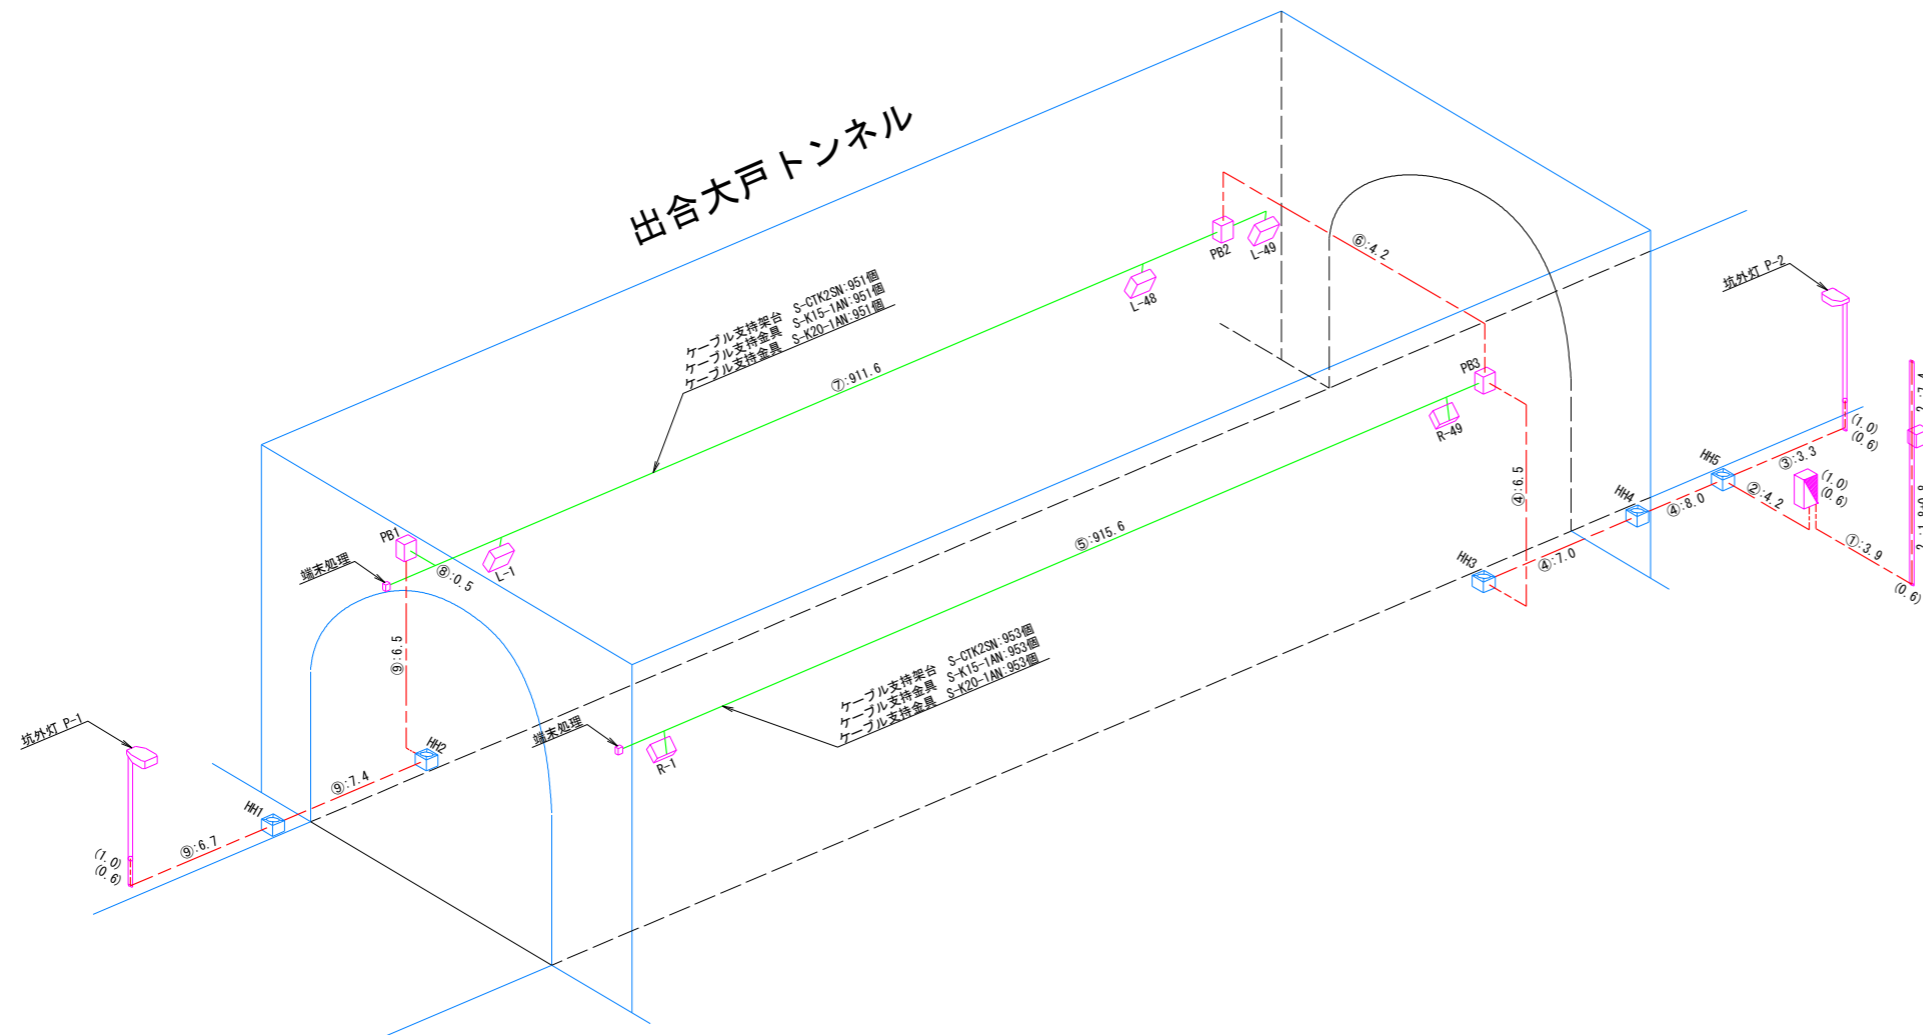 出合大戸トンネル
ケーブル支持架台 S-CTK2SN:951個
ケーブル支持金具 S-K15-1AN:951個
ケーブル支持金具 S-K20-1AN:951個
⑦:911.6
PB2
L-49
L-48
⑥:4.2
坑外灯 P-2
PB3
R-49
④:6.5
(1.0)
(0.6)
③:3.3
HH5
②:4.2
(1.0)
(0.6)
HH4
④:8.0
①:3.9
(0.6)
HH3
④:7.0
⑤:915.6
PB1
端末処理
⑧:0.5
L-1
⑨:6.5
ケーブル支持架台 S-CTK2SN:953個
ケーブル支持金具 S-K15-1AN:953個
ケーブル支持金具 S-K20-1AN:953個
端末処理
R-1
坑外灯 P-1
HH2
⑨:7.4
HH1
⑨:6.7
(1.0)
(0.6)